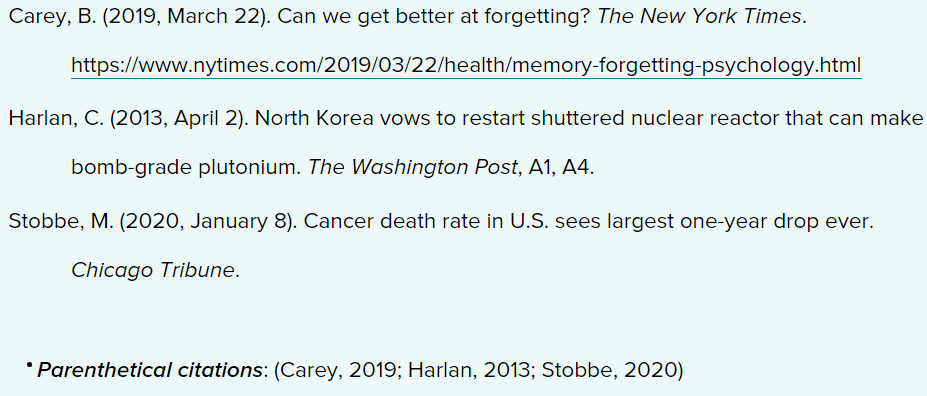 Carey, B. (2019, March 22). Can we get better at forgetting? The New York Times.
https://www.nytimes.com/2019/03/22/health/memory-forgetting-psychology.html
Harlan, C. (2013, April 2). North Korea vows to restart shuttered nuclear reactor that can make
bomb-grade plutonium. The Washington Post, A1, A4.
Stobbe, M. (2020, January 8). Cancer death rate in U.S. sees largest one-year drop ever.
Chicago Tribune.
• Parenthetical citations: (Carey, 2019; Harlan, 2013; Stobbe, 2020)